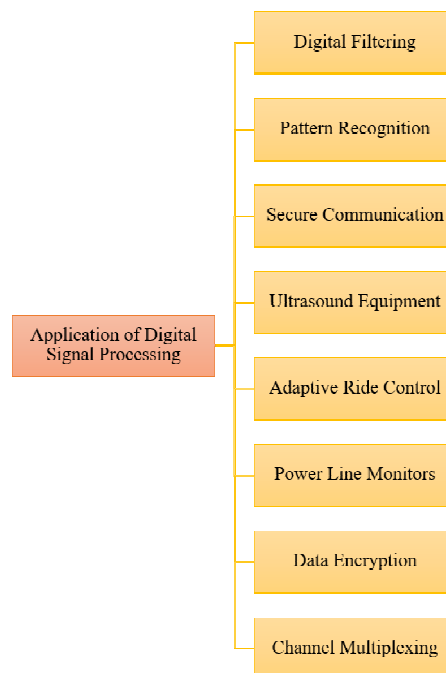 Digital Filtering
Pattern Recognition
Secure Communication
Ultrasound Equipment
Application of Digital
Signal Processing
Adaptive Ride Control
Power Line Monitors
Data Encryption
Channel Multiplexing